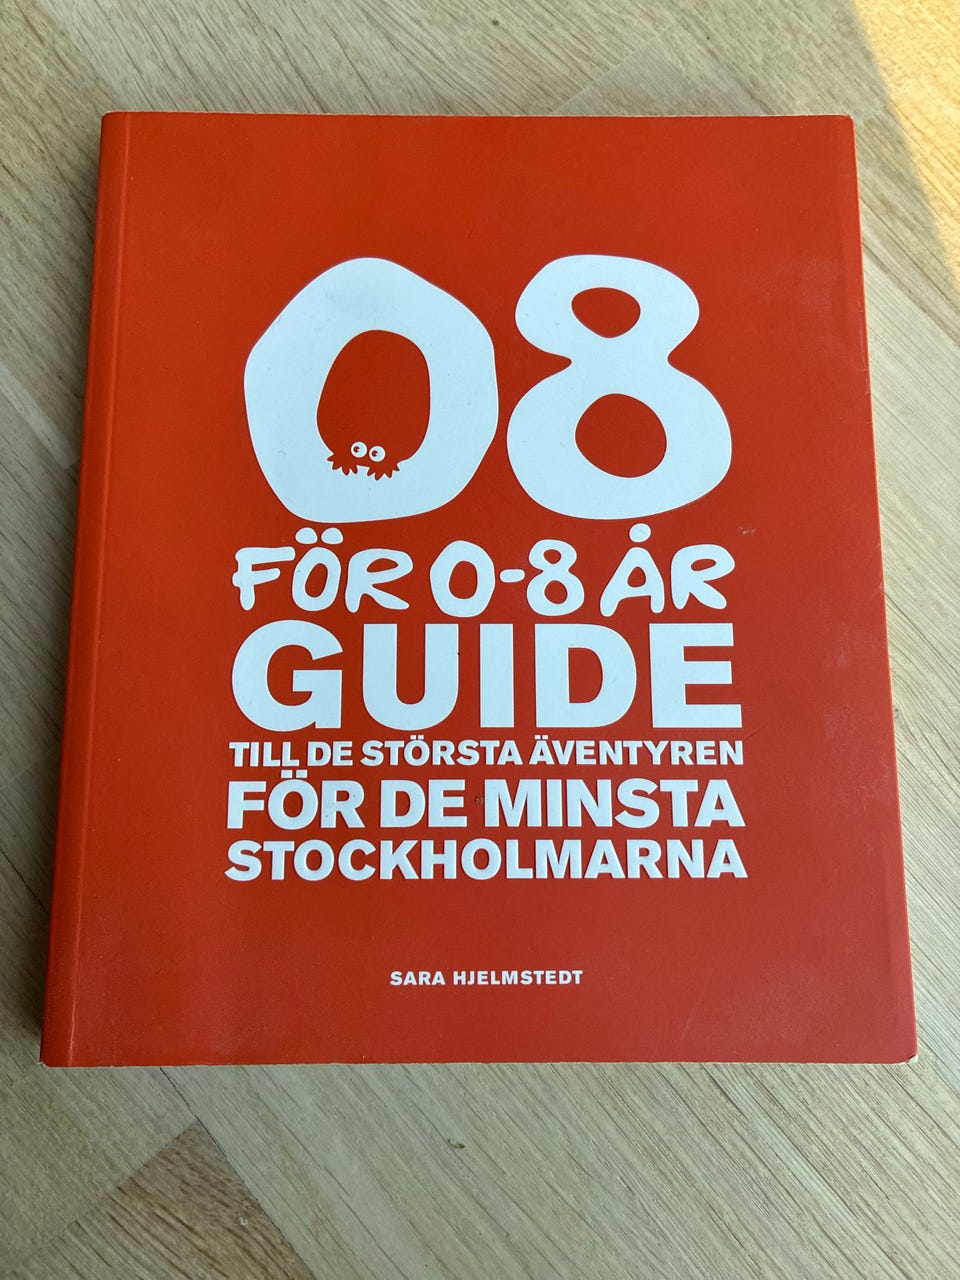 08
FÖR 0-8 ÅR
GUIDE
TILL DE STÖRSTA ÄVENTYREN
FÖR DE MINSTA
STOCKHOLMARNA
SARA HJELMSTEDT